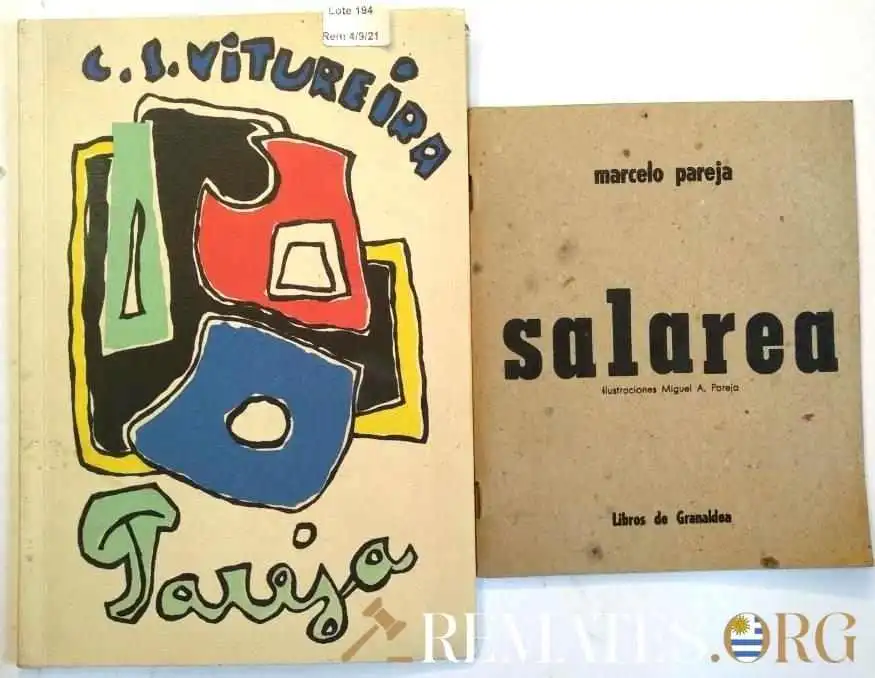 Lote 194
Rem 4/9/21
C. S. ViTUREiRA
Pareja
marcelo pareja
salarea
Ilustraciones Miguel A. Pareja
Libros de Granaldea
REMATES.ORG